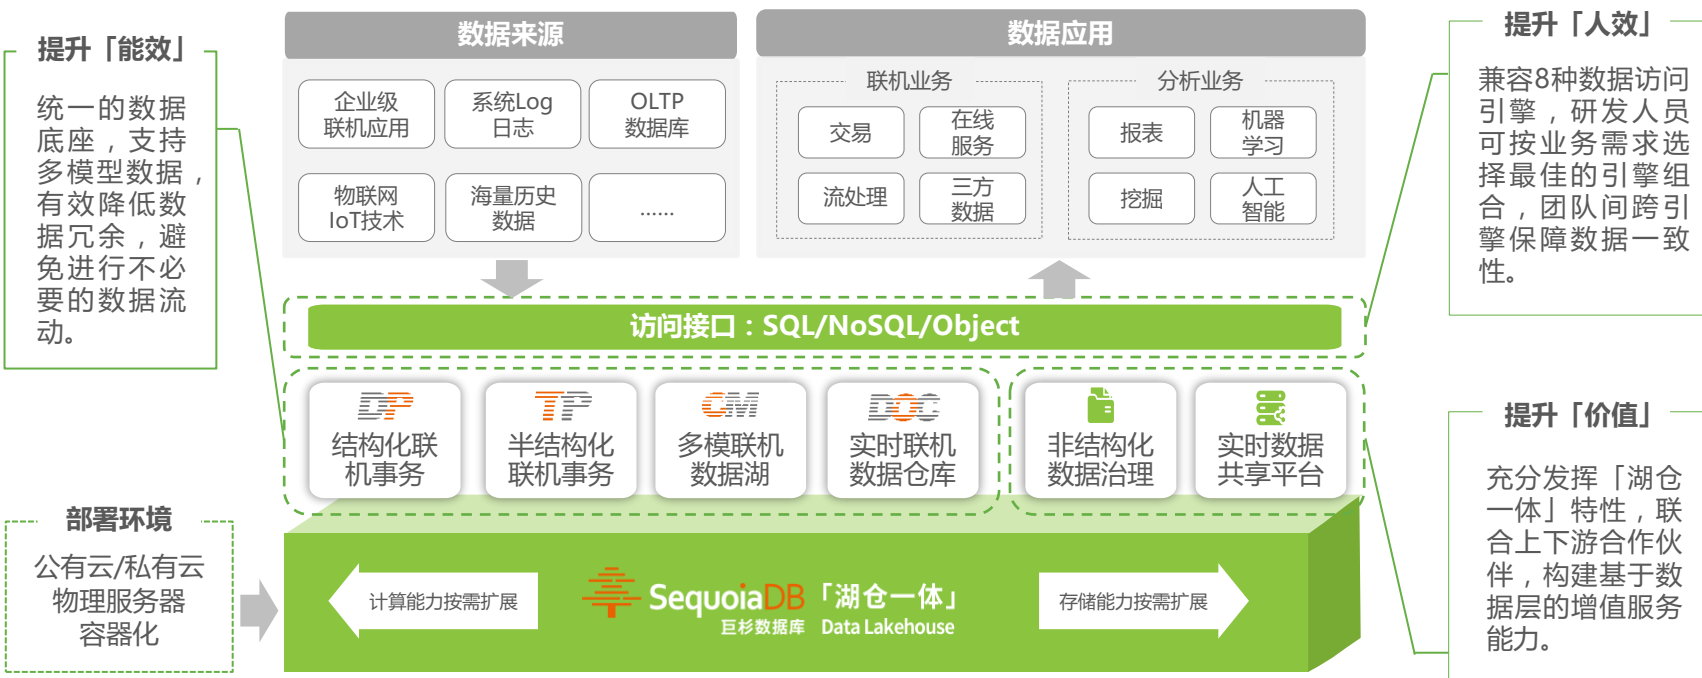 提升「能效」
统一的数据
底座，支持
多模型数据，
有效降低数
据冗余，避
免进行不必
要的数据流
动。
部署环境
公有云/私有云
物理服务器
容器化
数据来源
企业级
联机应用
系统Log
日志
OLTP
数据库
物联网
IoT技术
海量历史
数据
......
数据应用
联机业务
交易
在线
服务
流处理
三方
数据
分析业务
报表
机器
学习
挖掘
人工
智能
访问接口：SQL/NoSQL/Object
DP
结构化联
机事务
TP
半结构化
联机事务
CM
多模联机
数据湖
DOC
实时联机
数据仓库
非结构化
数据治理
实时数据
共享平台
计算能力按需扩展
SequoiaDB「湖仓一体」
巨杉数据库 Data Lakehouse
存储能力按需扩展
提升「人效」
兼容8种数据访问
引擎，研发人员
可按业务需求选
择最佳的引擎组
合，团队间跨引
擎保障数据一致
性。
提升「价值」
充分发挥「湖仓
一体」特性，联
合上下游合作伙
伴，构建基于数
据层的增值服务
能力。